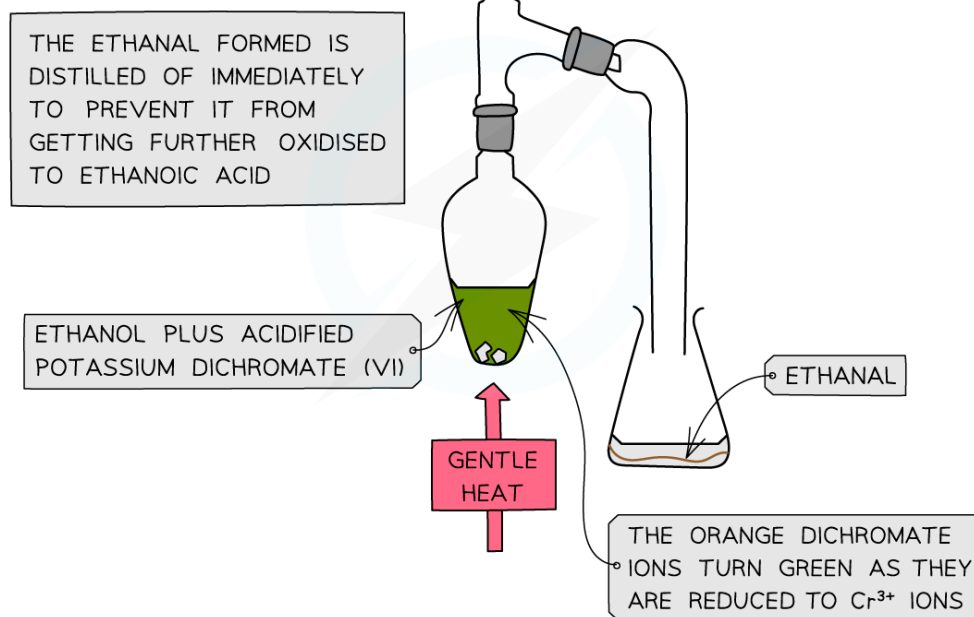 THE ETHANAL FORMED IS
DISTILLED OF IMMEDIATELY
TO PREVENT IT FROM
GETTING FURTHER OXIDISED
TO ETHANOIC ACID
ETHANOL PLUS ACIDIFIED
POTASSIUM DICHROMATE (VI)
ETHANAL
GENTLE
HEAT
THE ORANGE DICHROMATE
IONS TURN GREEN AS THEY
ARE REDUCED TO Cr³⁺ IONS